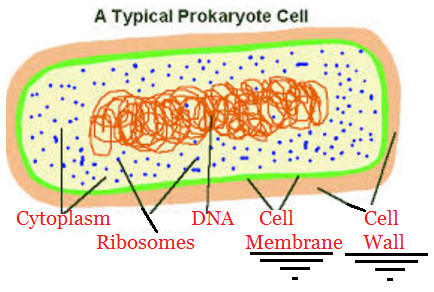 A Typical Prokaryote Cell
Cytoplasm
Ribosomes
DNA
Cell
Membrane
Cell
Wall